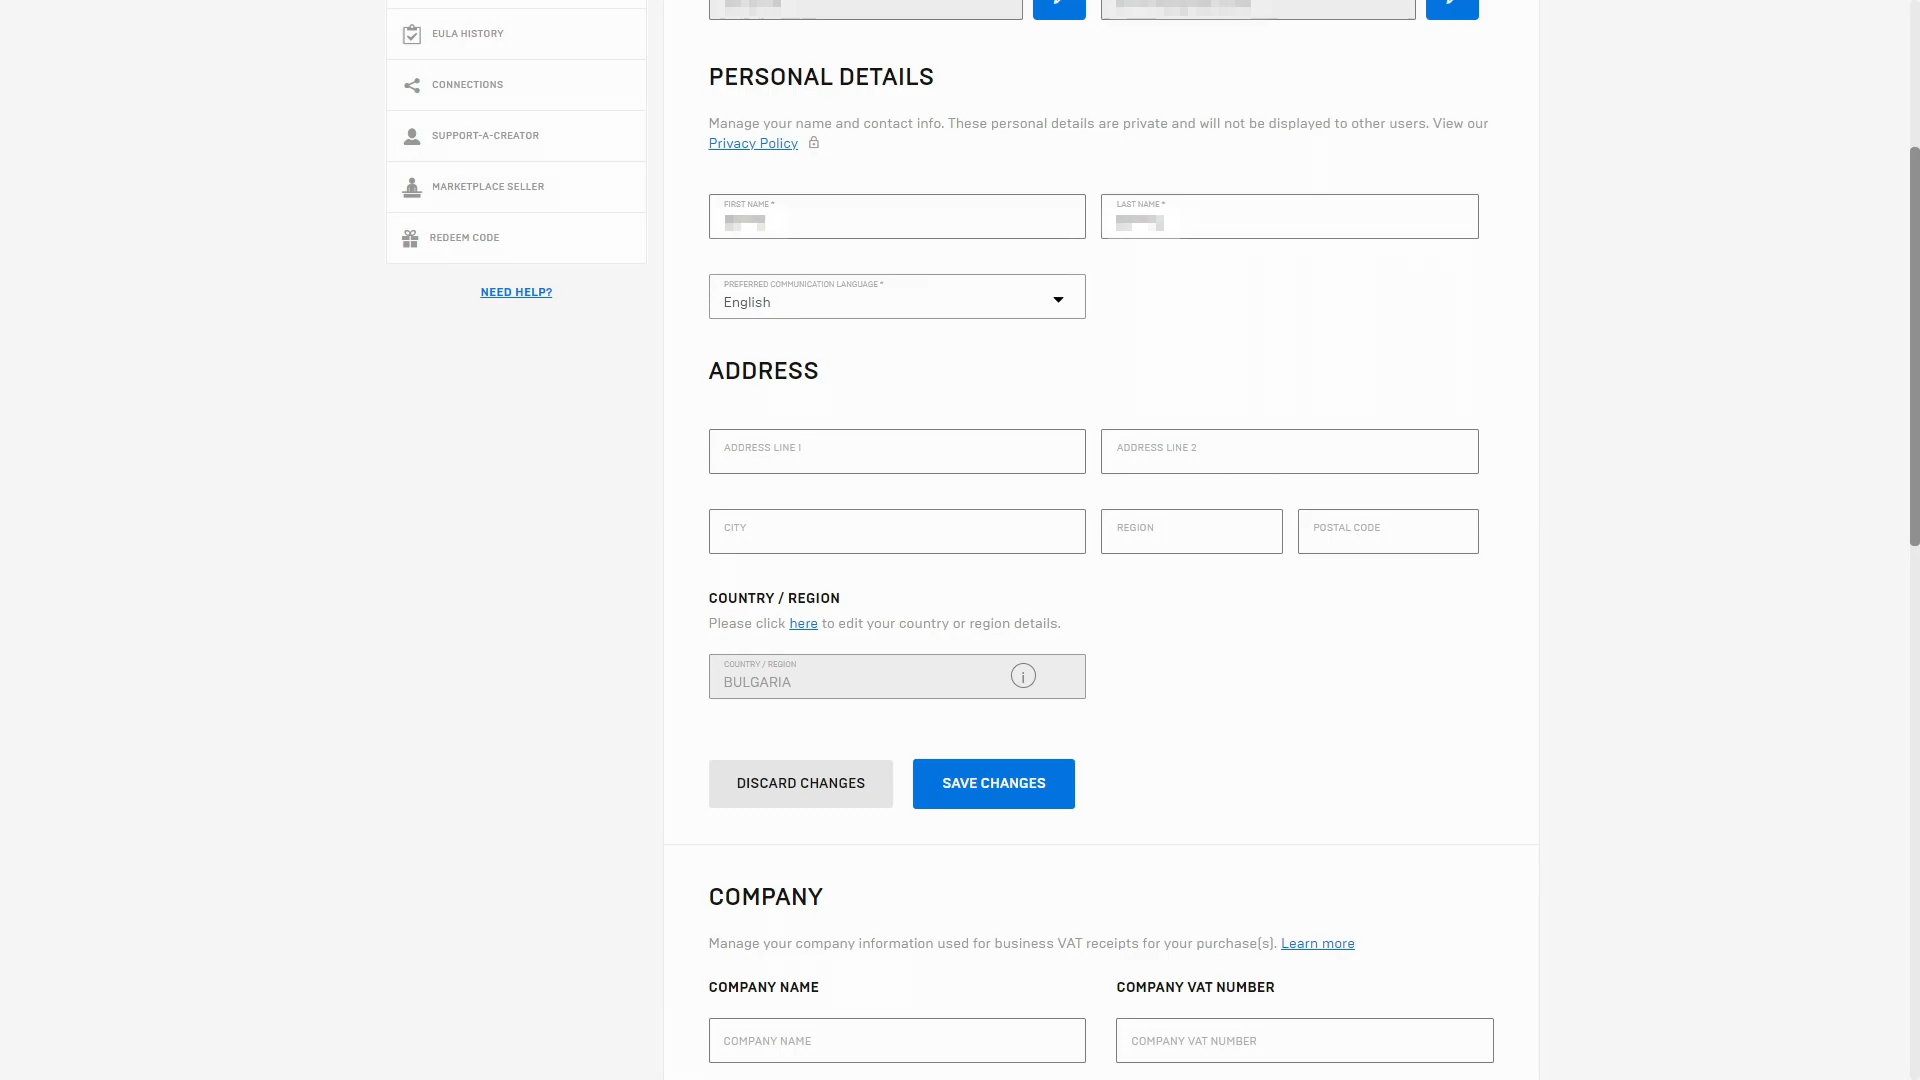 EULA HISTORY
CONNECTIONS
SUPPORT-A-CREATOR
MARKETPLACE SELLER
REDEEM CODE
NEED HELP?
PERSONAL DETAILS
Manage your name and contact info. These personal details are private and will not be displayed to other users. View our
Privacy Policy
FIRST NAME *
LAST NAME *
PREFERRED COMMUNICATION LANGUAGE *
English
ADDRESS
ADDRESS LINE 1
ADDRESS LINE 2
CITY
REGION
POSTAL CODE
COUNTRY / REGION
Please click here to edit your country or region details.
COUNTRY / REGION
BULGARIA
DISCARD CHANGES
SAVE CHANGES
COMPANY
Manage your company information used for business VAT receipts for your purchase(s). Learn more
COMPANY NAME
COMPANY VAT NUMBER
COMPANY NAME
COMPANY VAT NUMBER